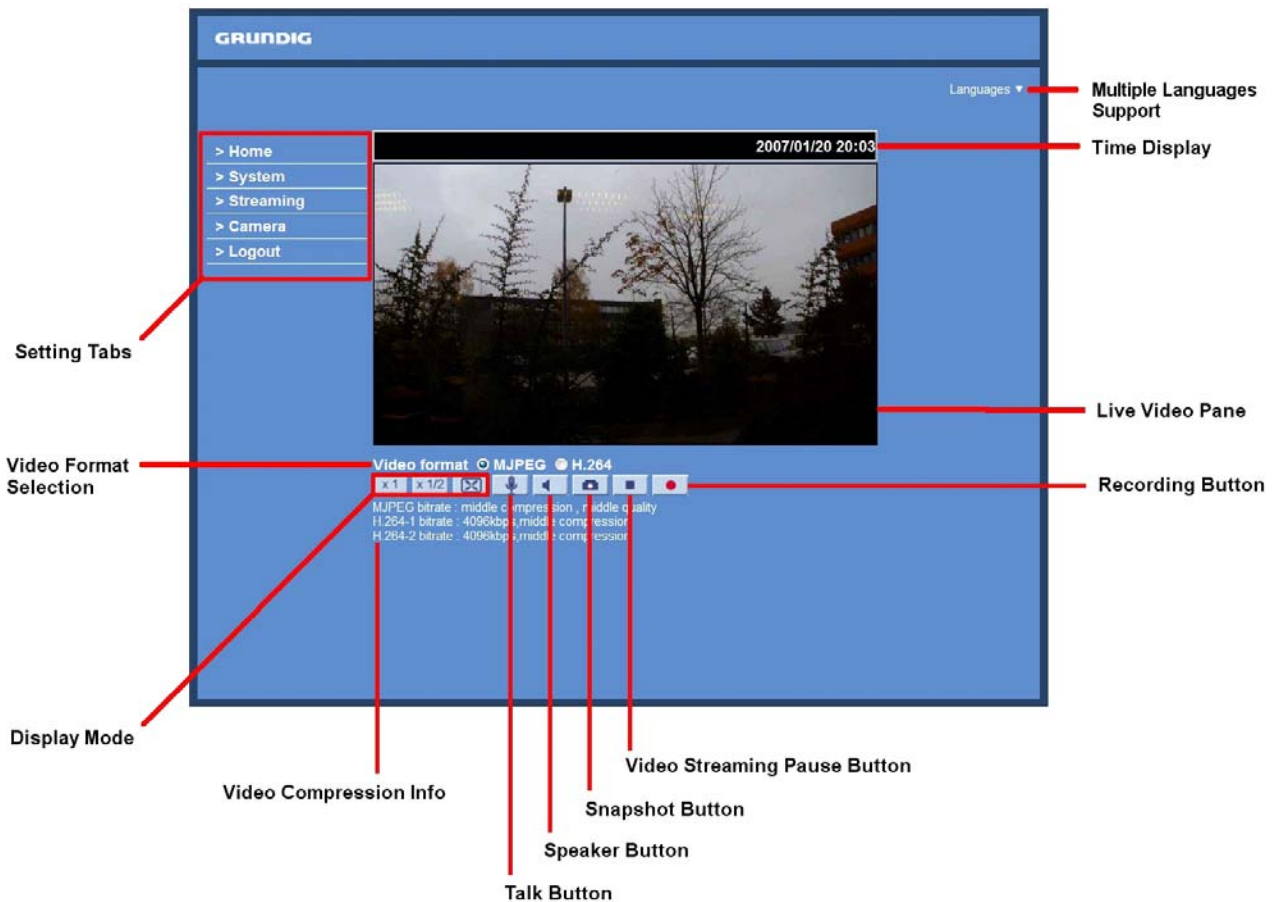 GRUNDIG
Languages ▼
Multiple Languages
Support
> Home
> System
> Streaming
> Camera
> Logout
2007/01/20 20:03
Time Display
Setting Tabs
Live Video Pane
Video Format
Selection
Video format MJPEG H.264
x 1 x 1/2
Recording Button
MJPEG bitrate : middle compression , middle quality
H.264-1 bitrate : 4096kbps,middle compression
H.264-2 bitrate : 4096kbps,middle compression
Display Mode
Video Compression Info
Video Streaming Pause Button
Snapshot Button
Speaker Button
Talk Button